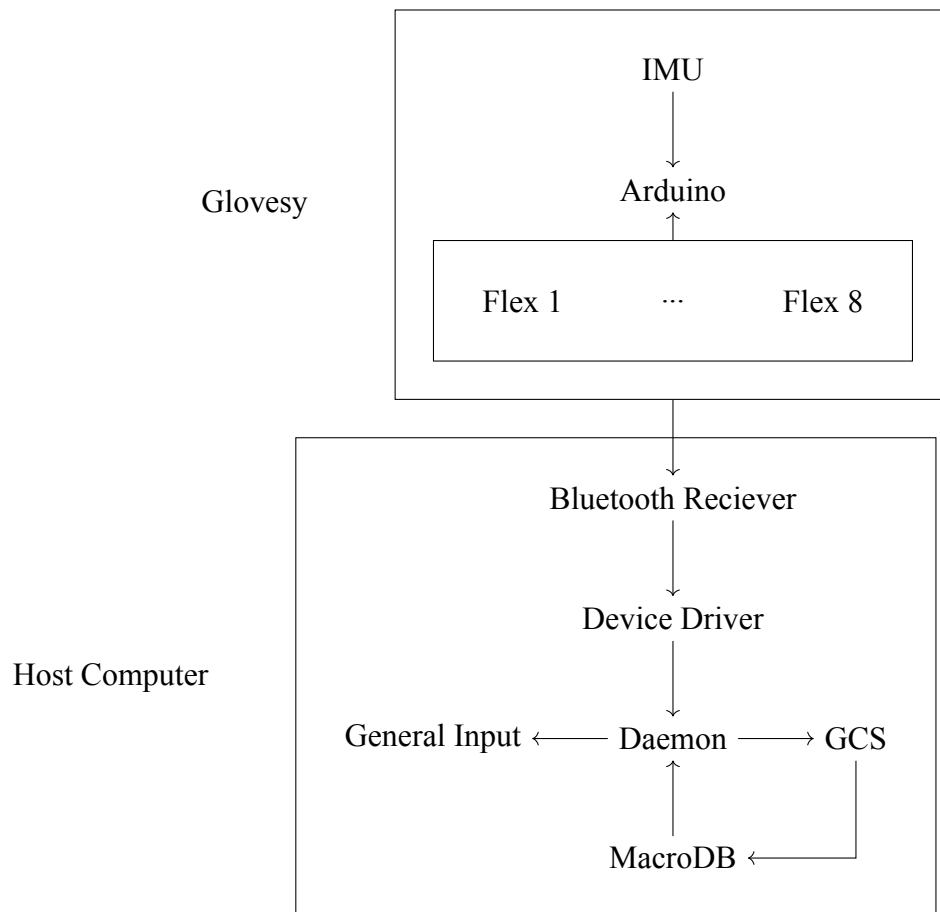 IMU
Arduino
Glovesy
Flex 1 ... Flex 8
Bluetooth Reciever
Device Driver
Host Computer
General Input Daemon GCS
MacroDB